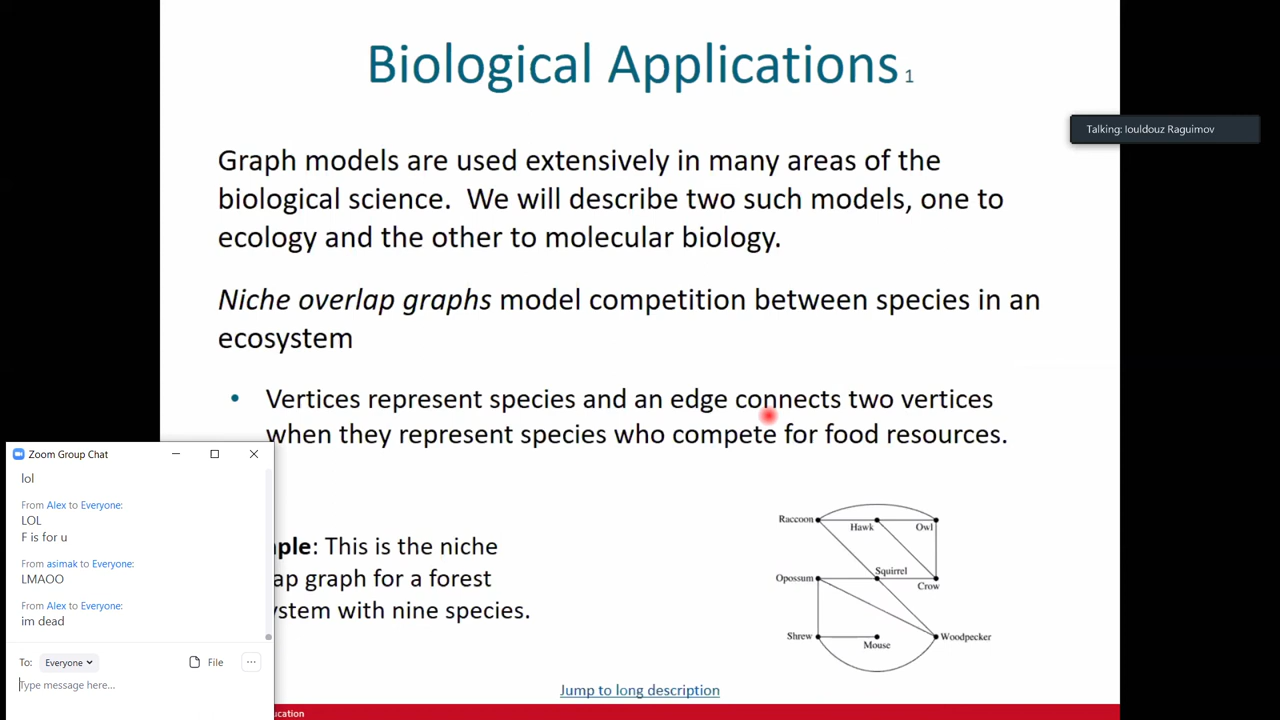 Biological Applications 1
Talking: Iouldouz Raguimov
Graph models are used extensively in many areas of the
biological science. We will describe two such models, one to
ecology and the other to molecular biology.
Niche overlap graphs model competition between species in an
ecosystem
• Vertices represent species and an edge connects two vertices
when they represent species who compete for food resources.
Zoom Group Chat
lol
From Alex to Everyone:
LOL
F is for u
From asimak to Everyone:
LMAOO
From Alex to Everyone:
im dead
To: Everyone File ...
Type message here...
ple: This is the niche
ap graph for a forest
ystem with nine species.
Raccoon Hawk Owl
Opossum Squirrel Crow
Shrew Mouse Woodpecker
Jump to long description
ucation